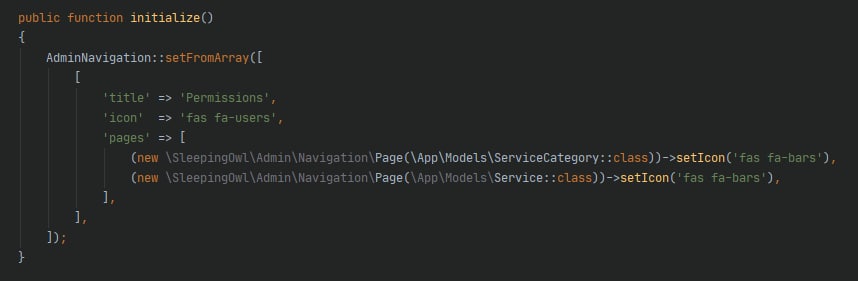 public function initialize()
{
    AdminNavigation::setFromArray([
        [
            'title' => 'Permissions',
            'icon'  => 'fas fa-users',
            'pages' => [
                (new \SleepingOwl\Admin\Navigation\Page(\App\Models\ServiceCategory::class))->setIcon('fas fa-bars'),
                (new \SleepingOwl\Admin\Navigation\Page(\App\Models\Service::class))->setIcon('fas fa-bars'),
            ],
        ],
    ]);
}